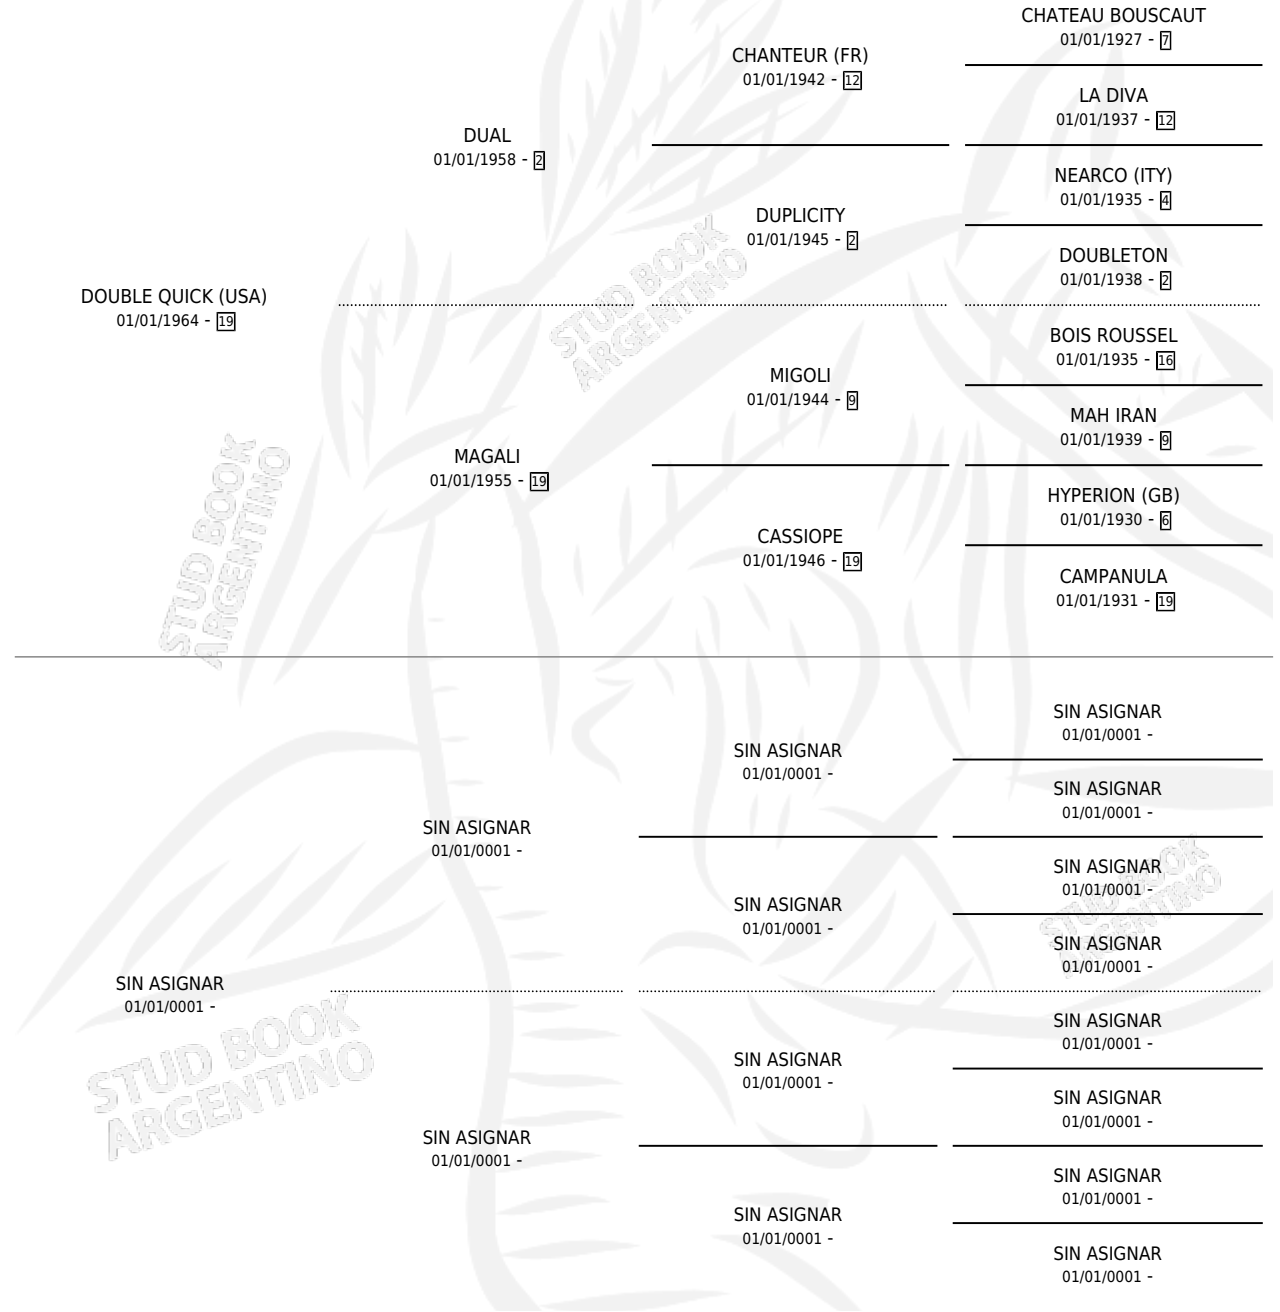 CHATEAU BOUSCAUT
01/01/1927 - 7
CHANTEUR (FR)
01/01/1942 - 12
LA DIVA
01/01/1937 - 12
DUAL
01/01/1958 - 2
NEARCO (ITY)
01/01/1935 - 4
DUPLICITY
01/01/1945 - 2
DOUBLETON
01/01/1938 - 2
DOUBLE QUICK (USA)
01/01/1964 - 19
BOIS ROUSSEL
01/01/1935 - 16
MIGOLI
01/01/1944 - 9
MAH IRAN
01/01/1939 - 9
MAGALI
01/01/1955 - 19
HYPERION (GB)
01/01/1930 - 6
CASSIOPE
01/01/1946 - 19
CAMPANULA
01/01/1931 - 19
STUD BOOK
ARGENTINO
STUD BOOK
ARGENTINO
SIN ASIGNAR
01/01/0001 -
SIN ASIGNAR
01/01/0001 -
SIN ASIGNAR
01/01/0001 -
SIN ASIGNAR
01/01/0001 -
SIN ASIGNAR
01/01/0001 -
SIN ASIGNAR
01/01/0001 -
SIN ASIGNAR
01/01/0001 -
SIN ASIGNAR
01/01/0001 -
SIN ASIGNAR
01/01/0001 -
SIN ASIGNAR
01/01/0001 -
SIN ASIGNAR
01/01/0001 -
SIN ASIGNAR
01/01/0001 -
SIN ASIGNAR
01/01/0001 -
SIN ASIGNAR
01/01/0001 -
SIN ASIGNAR
01/01/0001 -
STUD BOOK
ARGENTINO
STUD BOOK
ARGENTINO